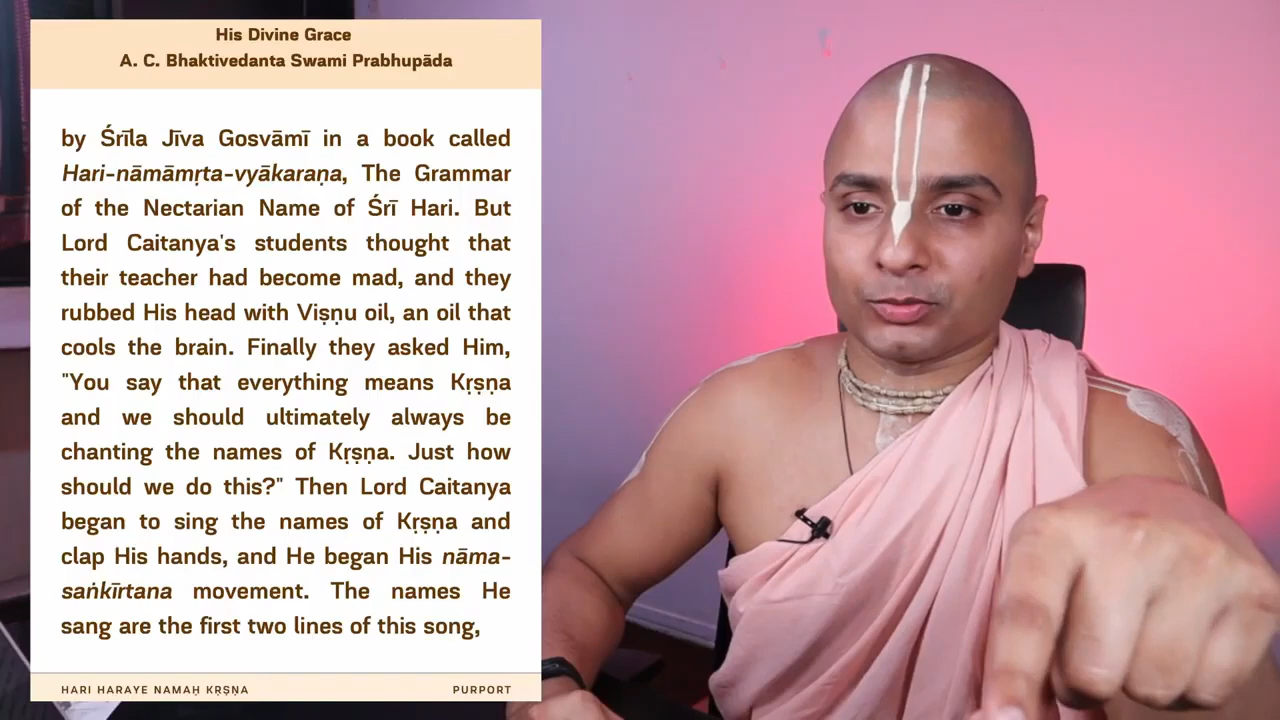 His Divine Grace
A. C. Bhaktivedanta Swami Prabhupāda
by Śrīla Jīva Gosvāmī in a book called
Hari-nāmāmṛta-vyākaraṇa, The Grammar
of the Nectarian Name of Śrī Hari. But
Lord Caitanya's students thought that
their teacher had become mad, and they
rubbed His head with Viṣṇu oil, an oil that
cools the brain. Finally they asked Him,
"You say that everything means Kṛṣṇa
and we should ultimately always be
chanting the names of Kṛṣṇa. Just how
should we do this?" Then Lord Caitanya
began to sing the names of Kṛṣṇa and
clap His hands, and He began His nāma-
saṅkīrtana movement. The names He
sang are the first two lines of this song,
HARI HARAYE NAMAḤ KṚṢṆA PURPORT